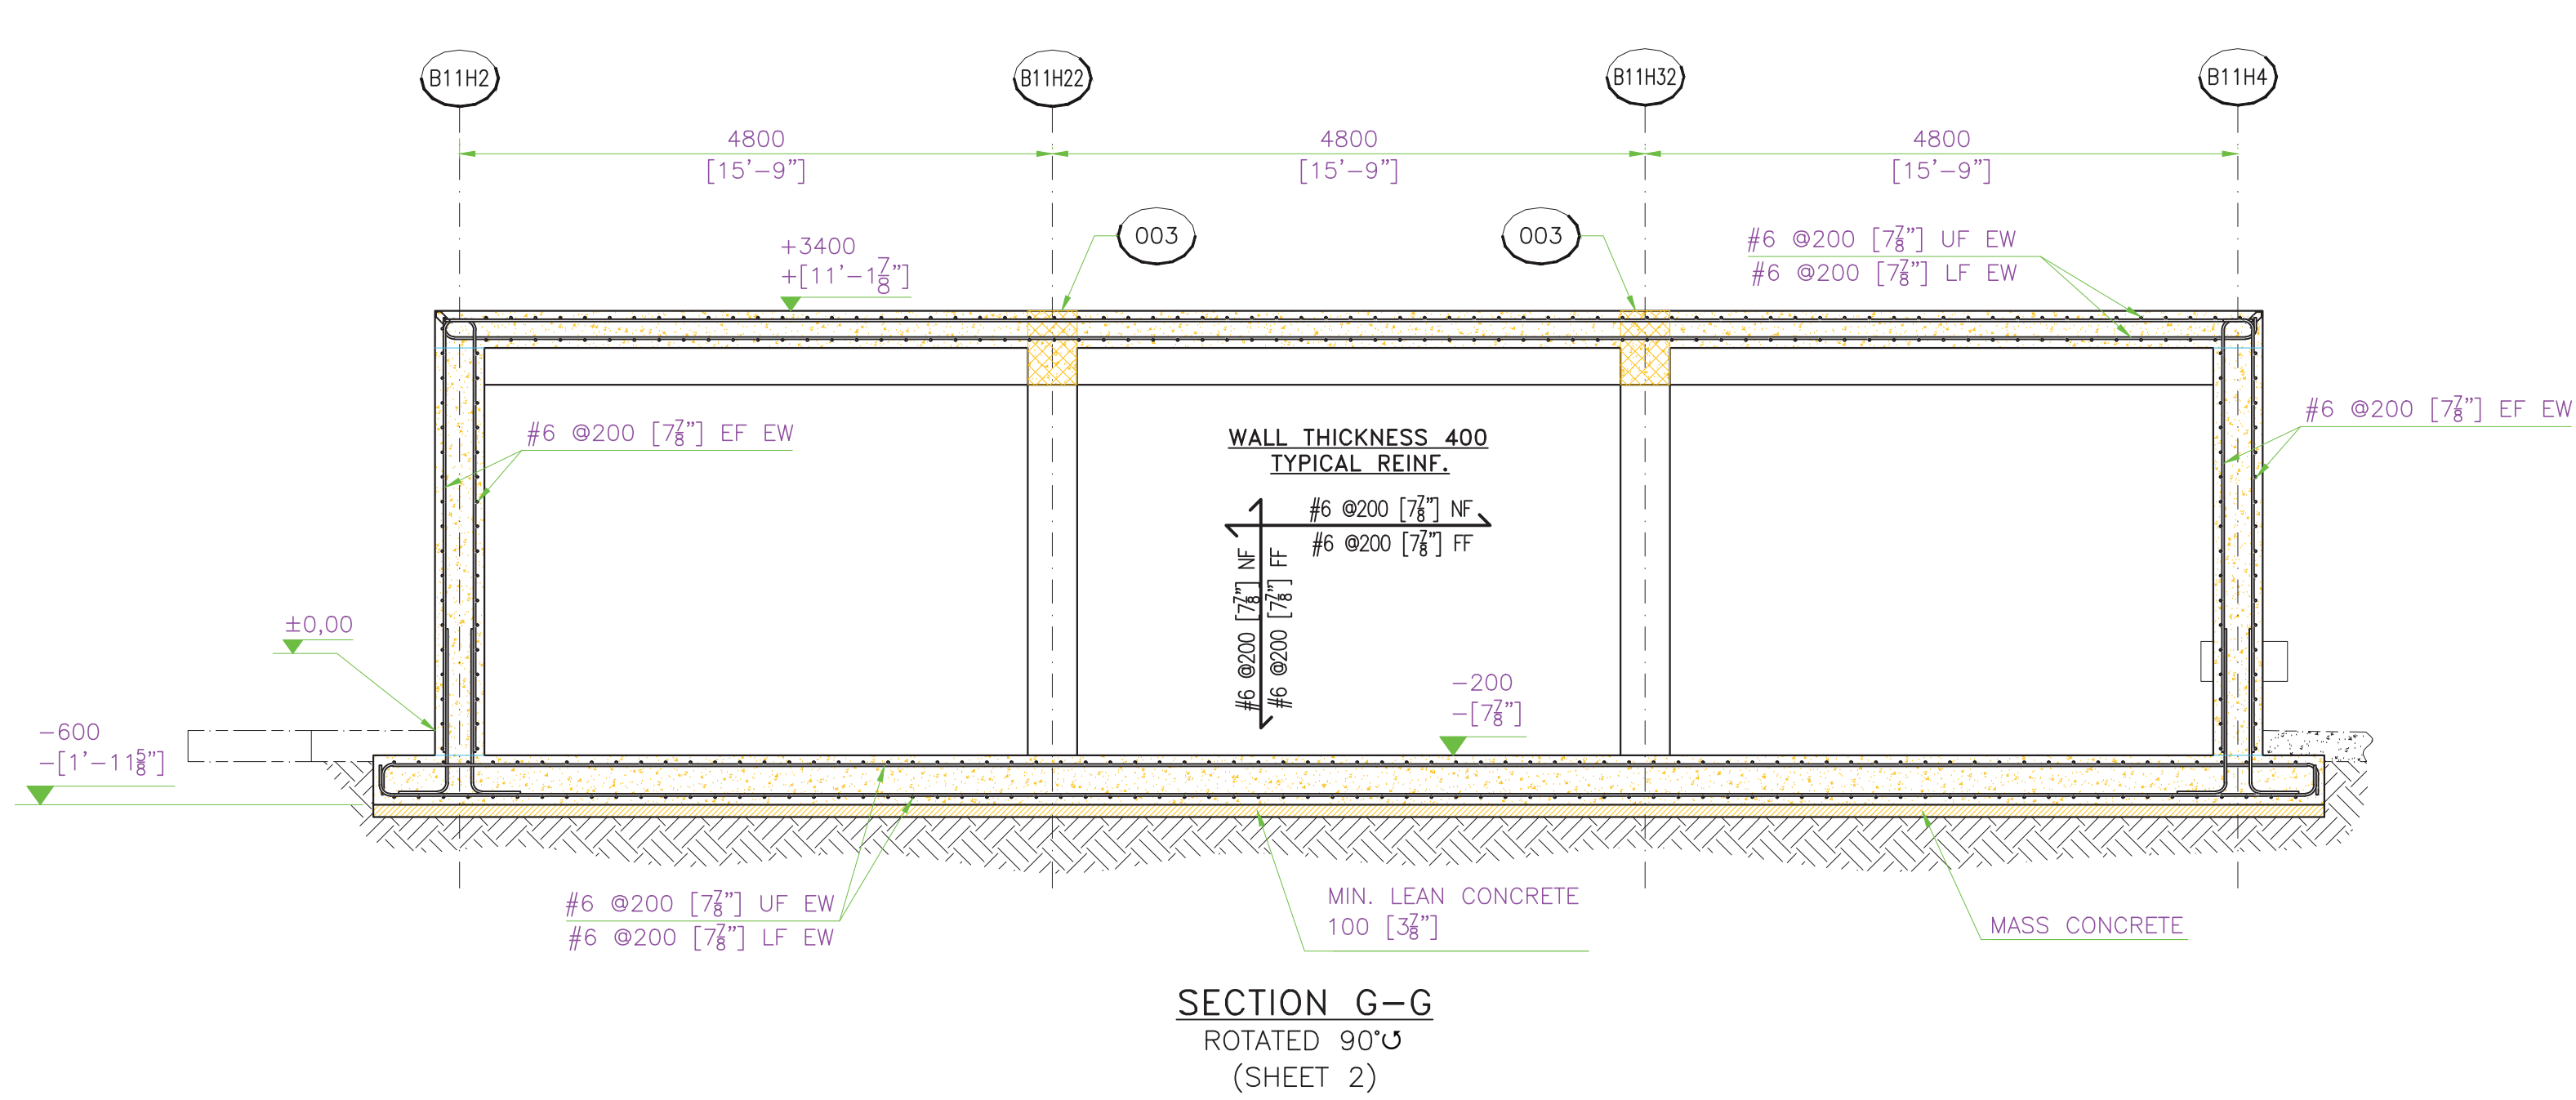 B11H2
B11H22
B11H32
B11H4
4800
[15'-9"]
4800
[15'-9"]
4800
[15'-9"]
003
003
+3400
+[11'-1⅞"]
#6 @200 [7⅞"] UF EW
#6 @200 [7⅞"] LF EW
#6 @200 [7⅞"] EF EW
#6 @200 [7⅞"] EF EW
WALL THICKNESS 400
TYPICAL REINF.
#6 @200 [7⅞"] NF
#6 @200 [7⅞"] FF
#6 @200 [7⅞"] NF
#6 @200 [7⅞"] FF
±0,00
-200
-[7⅞"]
-600
-[1'-11⅝"]
#6 @200 [7⅞"] UF EW
#6 @200 [7⅞"] LF EW
MIN. LEAN CONCRETE
100 [3⅞"]
MASS CONCRETE
SECTION G-G
ROTATED 90°↺
(SHEET 2)